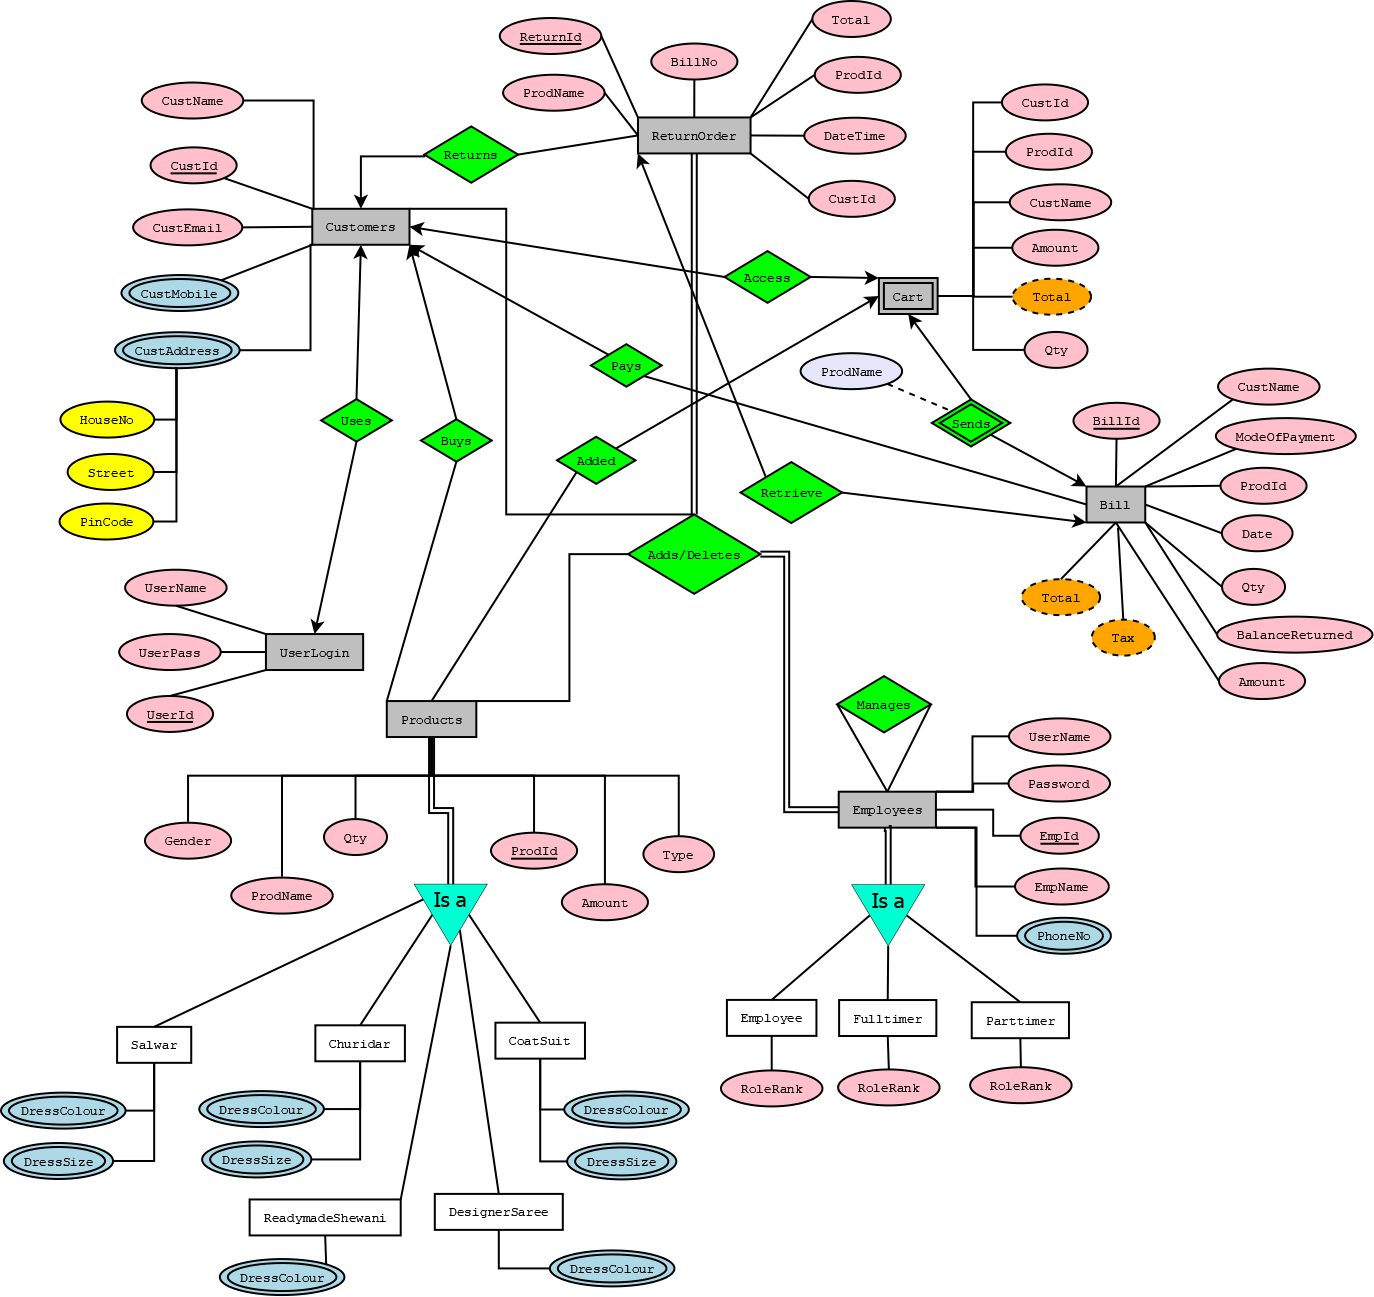 Total
ReturnId
BillNo
ProdId
ProdName
CustName
CustId
ReturnOrder
DateTime
ProdId
Returns
CustId
CustId
CustName
CustEmail
Customers
Amount
Access
CustMobile
Cart
Total
CustAddress
Qty
Pays
ProdName
CustName
HouseNo
Uses
Buys
Sends
BillId
ModeOfPayment
Street
Added
Retrieve
ProdId
PinCode
Bill
Date
Adds/Deletes
UserName
Qty
Total
Tax
BalanceReturned
UserPass
UserLogin
Amount
UserId
Manages
Products
UserName
Password
Employees
Gender
Qty
ProdId
Type
EmpId
ProdName
Amount
Is a
Is a
EmpName
PhoneNo
Salwar
Churidar
CoatSuit
Employee
Fulltimer
Parttimer
DressColour
DressColour
DressColour
RoleRank
RoleRank
RoleRank
DressSize
DressSize
DressSize
ReadymadeShewani
DesignerSaree
DressColour
DressColour